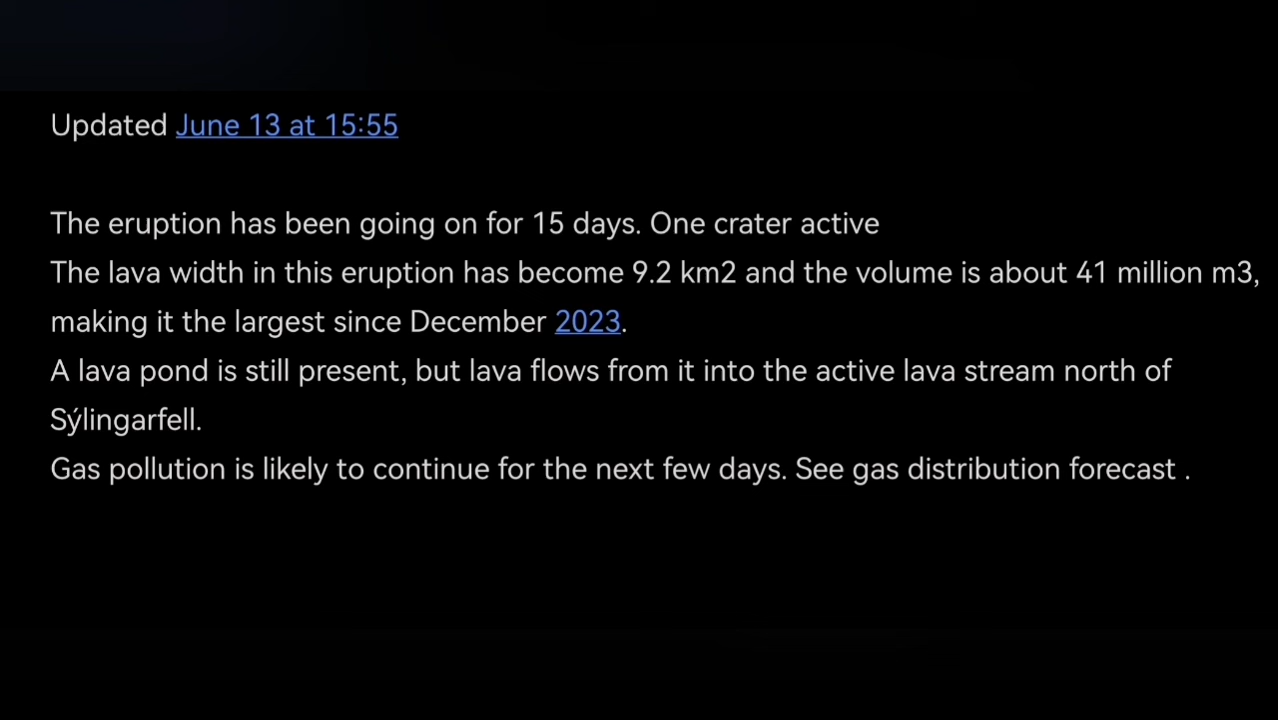 Updated June 13 at 15:55
The eruption has been going on for 15 days. One crater active
The lava width in this eruption has become 9.2 km2 and the volume is about 41 million m3,
making it the largest since December 2023.
A lava pond is still present, but lava flows from it into the active lava stream north of
Sýlingarfell.
Gas pollution is likely to continue for the next few days. See gas distribution forecast .